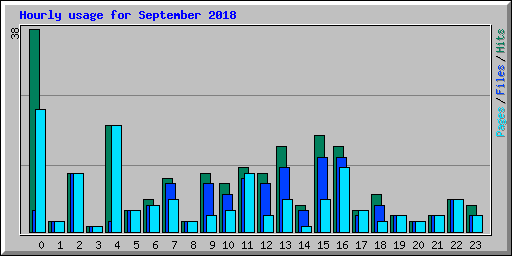 Hourly usage for September 2018
38
Pages/Files/Hits
0 1 2 3 4 5 6 7 8 9 10 11 12 13 14 15 16 17 18 19 20 21 22 23